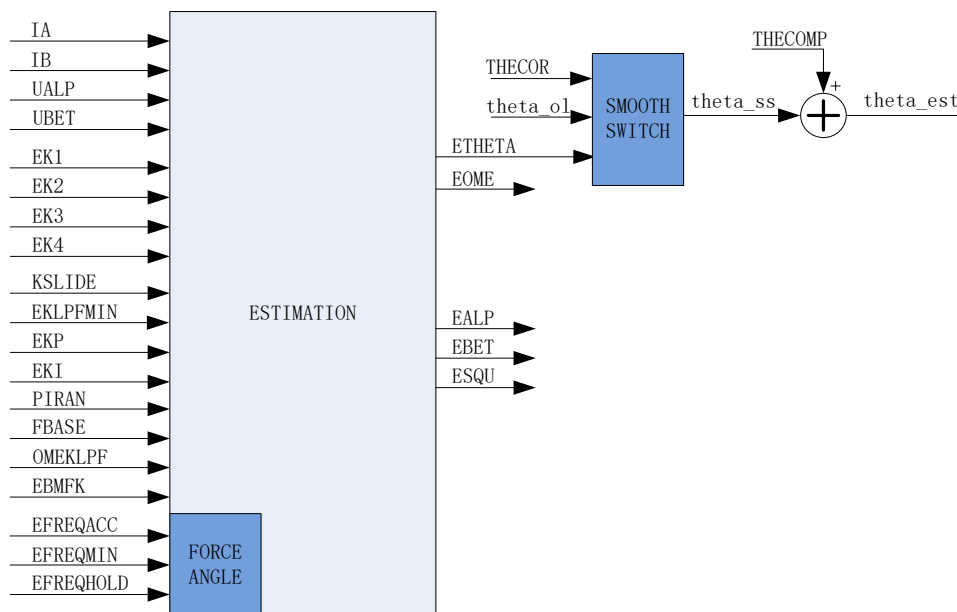 IA
IB
UALP
UBET
EK1
EK2
EK3
EK4
KSLIDE
EKLPFMIN
EKP
EKI
PIRAN
FBASE
OMEKLPF
EBMFK
EFREQACC
EFREQMIN
EFREQHOLD
FORCE
ANGLE
ESTIMATION
ETHETA
EOME
EALP
EBET
ESQU
THECOR
theta_ol
SMOOTH
SWITCH
theta_ss
THECOMP
+
theta_est